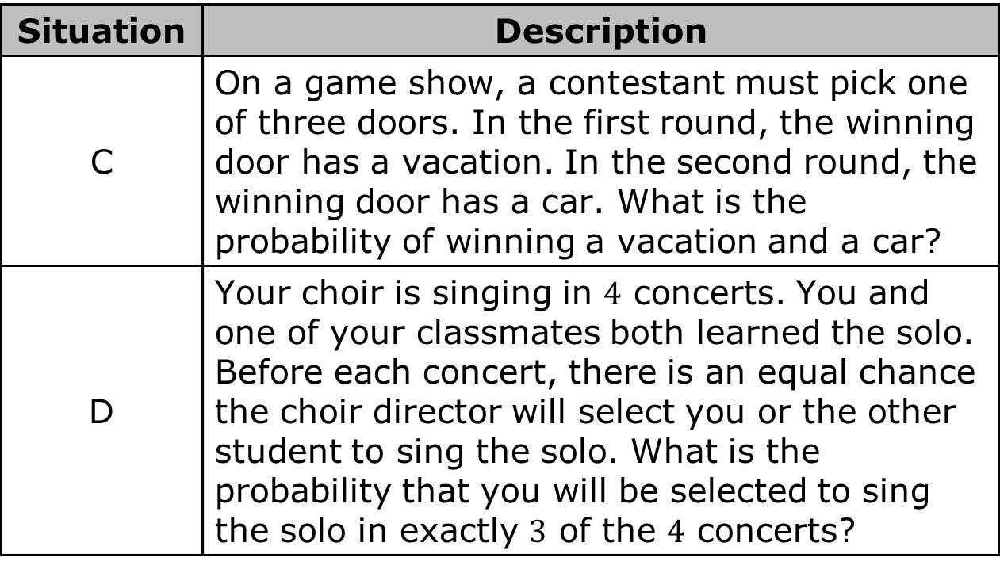 Situation Description
C
On a game show, a contestant must pick one
of three doors. In the first round, the winning
door has a vacation. In the second round, the
winning door has a car. What is the
probability of winning a vacation and a car?
D
Your choir is singing in 4 concerts. You and
one of your classmates both learned the solo.
Before each concert, there is an equal chance
the choir director will select you or the other
student to sing the solo. What is the
probability that you will be selected to sing
the solo in exactly 3 of the 4 concerts?